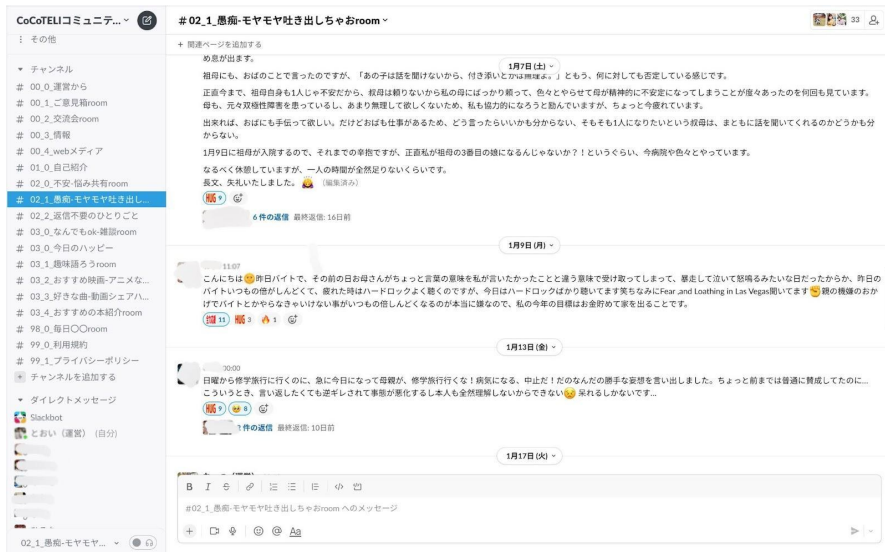 CoCoTELIコミュニテ...
その他
チャンネル
# 00_0_運営から
# 00_1_ご意見箱room
# 00_2_交流会room
# 00_3_情報
# 00_4_webメディア
# 01_0_自己紹介
# 02_0_不安-悩み共有room
# 02_1_愚痴-モヤモヤ吐き出し...
# 02_2_返信不要のひとりごと
# 03_0_なんでもok-雑談room
# 03_0_今日のハッピー
# 03_1_趣味語ろうroom
# 03_2_おすすめ映画-アニメな...
# 03_3_好きな曲-動画シェアハ...
# 03_4_おすすめの本紹介room
# 98_0_毎日〇〇room
# 99_0_利用規約
# 99_1_プライバシーポリシー
+ チャンネルを追加する
ダイレクトメッセージ
Slackbot
とおい（運営） (自分)
02_1_愚痴-モヤモヤ...
# 02_1_愚痴-モヤモヤ吐き出しちゃおroom
33
+ 関連ページを追加する
め息が出ます。
1月7日 (土)
祖母にも、おばのことで言ったのですが、「あの子は話を聞けないから、付き添いとかは無理よ。」ともう、何に対しても否定している感じです。
正直今まで、祖母自身も1人じゃ不安だから、叔母は頼りないから私の母にばっかり頼って、色々とやらせて母が精神的に不安定になってしまうことが度々あったのを何回も見ています。
母も、元々双極性障害を患っているし、あまり無理して欲しくないため、私も協力的になろうと励んでいますが、ちょっと疲れています。
出来れば、おばにも手伝って欲しい。だけどおばも仕事があるため、どう言ったらいいかも分からない、そもそも1人になりたいという叔母は、まともに話を聞いてくれるのかどうかも分
からない。
1月9日に祖母が入院するので、それまでの辛抱ですが、正直私が祖母の3番目の娘になるんじゃないか？！というぐらい、今病院や色々とやっています。
なるべく休憩していますが、一人の時間が全然足りないくらいです。
長文、失礼いたしました。 (編集済み)
HUG 9
6 件の返信 最終返信: 16日前
1月9日 (月)
11:07
こんにちは昨日バイトで、その前の日お母さんがちょっと言葉の意味を私が言いたかったことと違う意味で受け取ってしまって、暴走して泣いて怒鳴るみたいな日だったからか、昨日の
バイトいつもの倍がしんどくて、疲れた時はハードロックよく聴くのですが、今日はハードロックばかり聴いてます笑ちなみにFear ,and Loathing in Las Vegas聞いてます親の機嫌のおか
げでバイトとかやらなきゃいけない事がいつもの倍しんどくなるのが本当に嫌なので、私の今年の目標はお金貯めて家を出ることです。
11 HUG 3 1
1月13日 (金)
00:00
日曜から修学旅行に行くのに、急に今日になって母親が、修学旅行行くな！病気になる、中止だ！だのなんだの勝手な妄想を言い出しました。ちょっと前までは普通に賛成してたのに...
こういうとき、言い返したくても逆ギレされて事態が悪化するし本人も全然理解しないからできない 呆れるしかないです...
HUG 9 8
件の返信 最終返信: 10日前
1月17日 (火)
B I S
#02_1_愚痴-モヤモヤ吐き出しちゃおroom へのメッセージ
Aa